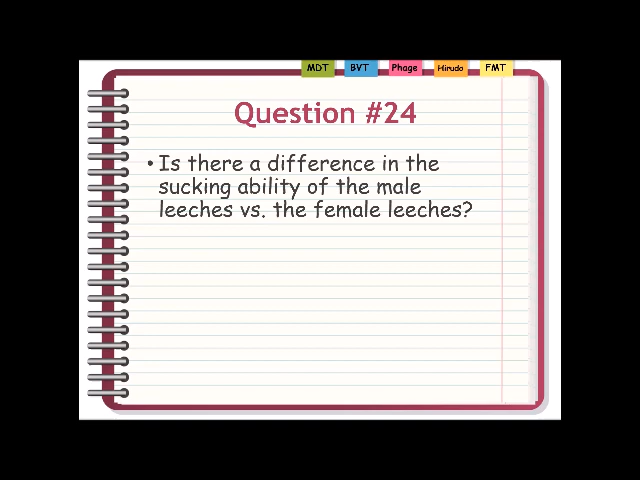 MDT BVT Phage Hirudo FMT
Question #24
• Is there a difference in the
sucking ability of the male
leeches vs. the female leeches?